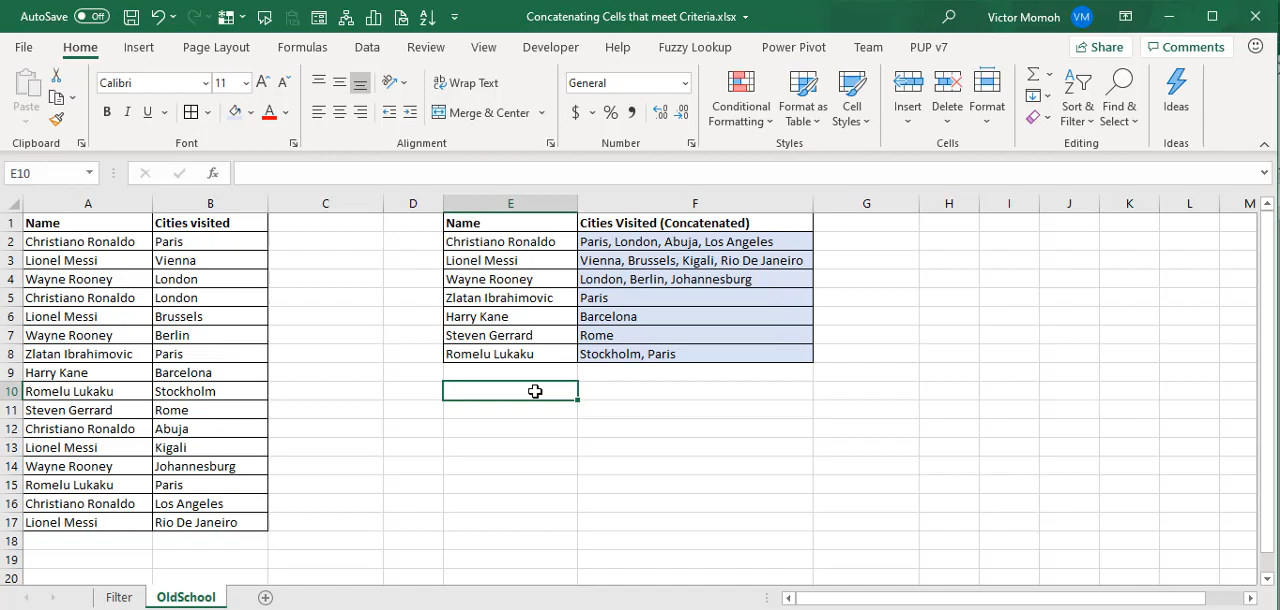 AutoSave Off Concatenating Cells that meet Criteria.xlsx Victor Momoh VM
File Home Insert Page Layout Formulas Data Review View Developer Help Fuzzy Lookup Power Pivot Team PUP v7 Share Comments
Calibri 11 A A Wrap Text General
Paste B I U A Merge & Center $ % , Conditional Formatting Format as Table Cell Styles Insert Delete Format Sort & Filter Find & Select Ideas
Clipboard Font Alignment Number Styles Cells Editing Ideas
E10 fx
A B C D E F G H I J K L M
1 Name Cities visited Name Cities Visited (Concatenated)
2 Christiano Ronaldo Paris Christiano Ronaldo Paris, London, Abuja, Los Angeles
3 Lionel Messi Vienna Lionel Messi Vienna, Brussels, Kigali, Rio De Janeiro
4 Wayne Rooney London Wayne Rooney London, Berlin, Johannesburg
5 Christiano Ronaldo London Zlatan Ibrahimovic Paris
6 Lionel Messi Brussels Harry Kane Barcelona
7 Wayne Rooney Berlin Steven Gerrard Rome
8 Zlatan Ibrahimovic Paris Romelu Lukaku Stockholm, Paris
9 Harry Kane Barcelona
10 Romelu Lukaku Stockholm
11 Steven Gerrard Rome
12 Christiano Ronaldo Abuja
13 Lionel Messi Kigali
14 Wayne Rooney Johannesburg
15 Romelu Lukaku Paris
16 Christiano Ronaldo Los Angeles
17 Lionel Messi Rio De Janeiro
18
19
20
Filter OldSchool